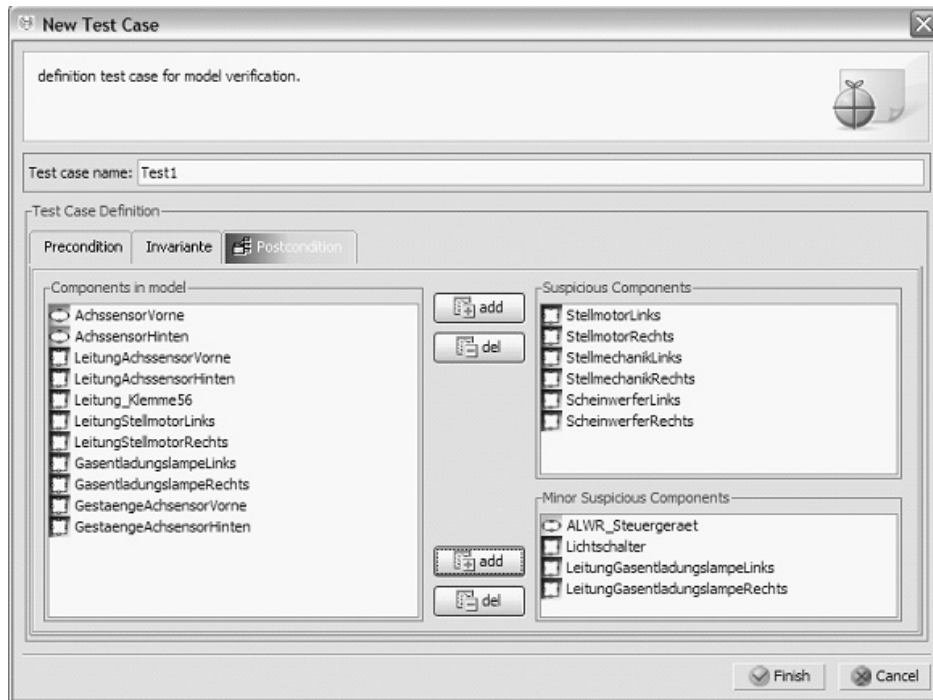 New Test Case
definition test case for model verification.
Test case name: Test1
Test Case Definition
Precondition Invariante Postcondition
Components in model
AchssensorVorne
AchssensorHinten
LeitungAchssensorVorne
LeitungAchssensorHinten
Leitung_Klemme56
LeitungStellmotorLinks
LeitungStellmotorRechts
GasentladungslampeLinks
GasentladungslampeRechts
GestaengeAchsensorVorne
GestaengeAchsensorHinten
add
del
add
del
Suspicious Components
StellmotorLinks
StellmotorRechts
StellmechanikLinks
StellmechanikRechts
ScheinwerferLinks
ScheinwerferRechts
Minor Suspicious Components
ALWR_Steuergeraet
Lichtschalter
LeitungGasentladungslampeLinks
LeitungGasentladungslampeRechts
Finish Cancel